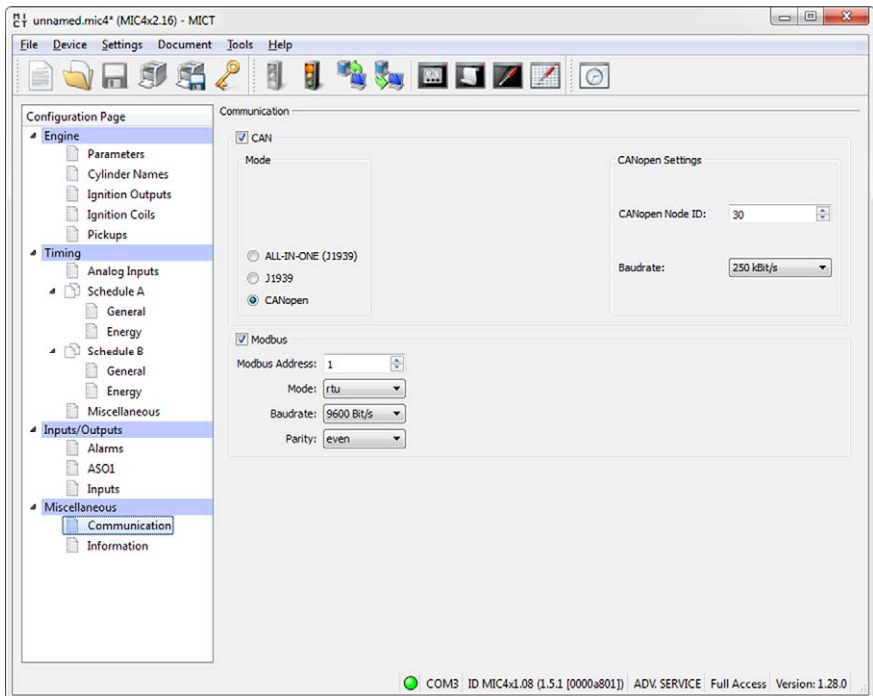 unnamed.mic4* (MIC4x2.16) - MICT
File Device Settings Document Tools Help
Configuration Page
Engine
Parameters
Cylinder Names
Ignition Outputs
Ignition Coils
Pickups
Timing
Analog Inputs
Schedule A
General
Energy
Schedule B
General
Energy
Miscellaneous
Inputs/Outputs
Alarms
ASO1
Inputs
Miscellaneous
Communication
Information
Communication
CAN
Mode
ALL-IN-ONE (J1939)
J1939
CANopen
CANopen Settings
CANopen Node ID: 30
Baudrate: 250 kBit/s
Modbus
Modbus Address: 1
Mode: rtu
Baudrate: 9600 Bit/s
Parity: even
COM3 ID MIC4x1.08 (1.5.1 [0000a801]) ADV. SERVICE Full Access Version: 1.28.0